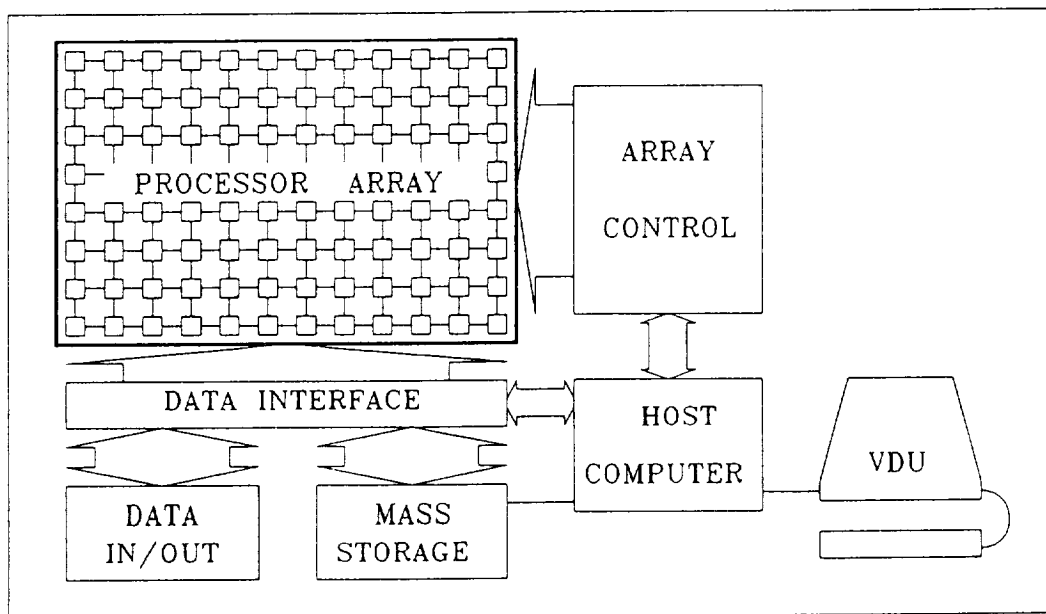 PROCESSOR ARRAY
ARRAY
CONTROL
DATA INTERFACE
HOST
COMPUTER
VDU
DATA
IN/OUT
MASS
STORAGE